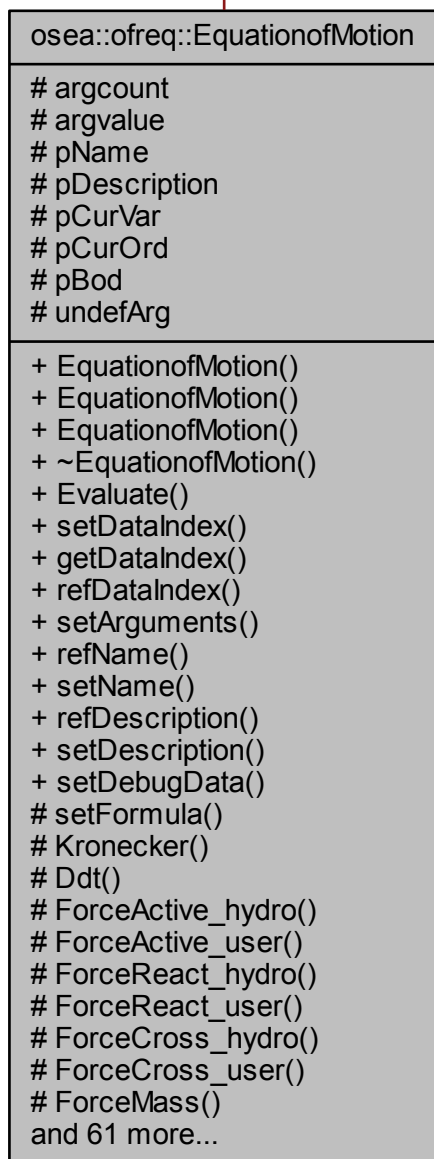 osea::ofreq::EquationofMotion
# argcount
# argvalue
# pName
# pDescription
# pCurVar
# pCurOrd
# pBod
# undefArg
+ EquationofMotion()
+ EquationofMotion()
+ EquationofMotion()
+ ~EquationofMotion()
+ Evaluate()
+ setDataIndex()
+ getDataIndex()
+ refDataIndex()
+ setArguments()
+ refName()
+ setName()
+ refDescription()
+ setDescription()
+ setDebugData()
# setFormula()
# Kronecker()
# Ddt()
# ForceActive_hydro()
# ForceActive_user()
# ForceReact_hydro()
# ForceReact_user()
# ForceCross_hydro()
# ForceCross_user()
# ForceMass()
and 61 more...